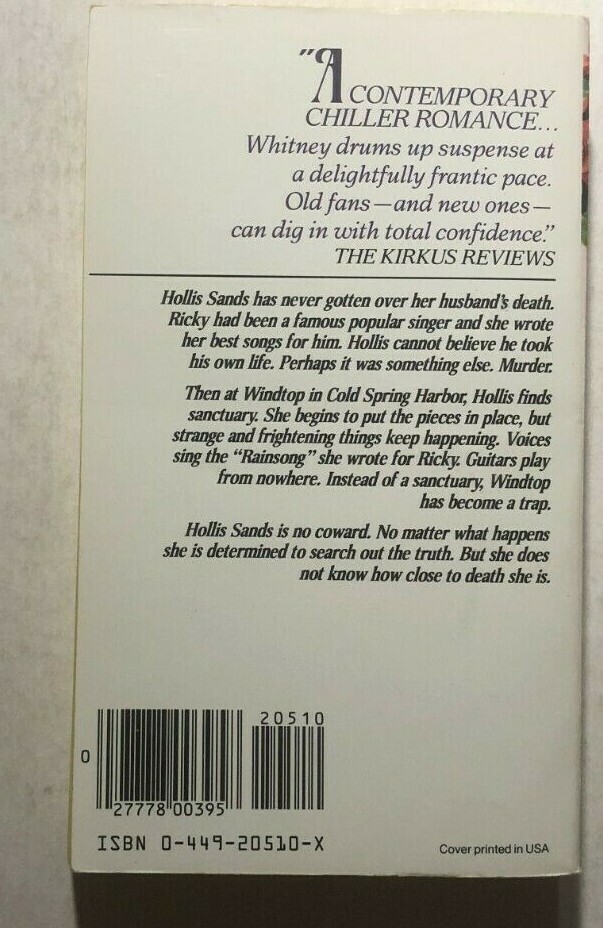 "A CONTEMPORARY
CHILLER ROMANCE...
Whitney drums up suspense at
a delightfully frantic pace.
Old fans—and new ones—
can dig in with total confidence."
THE KIRKUS REVIEWS
Hollis Sands has never gotten over her husband's death.
Ricky had been a famous popular singer and she wrote
her best songs for him. Hollis cannot believe he took
his own life. Perhaps it was something else. Murder.
Then at Windtop in Cold Spring Harbor, Hollis finds
sanctuary. She begins to put the pieces in place, but
strange and frightening things keep happening. Voices
sing the "Rainsong" she wrote for Ricky. Guitars play
from nowhere. Instead of a sanctuary, Windtop
has become a trap.
Hollis Sands is no coward. No matter what happens
she is determined to search out the truth. But she does
not know how close to death she is.
20510
0
27778 00395
ISBN 0-449-20510-X
Cover printed in USA